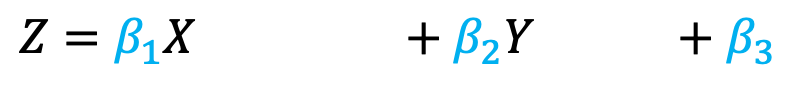 Z = β₁X + β₂Y + β₃